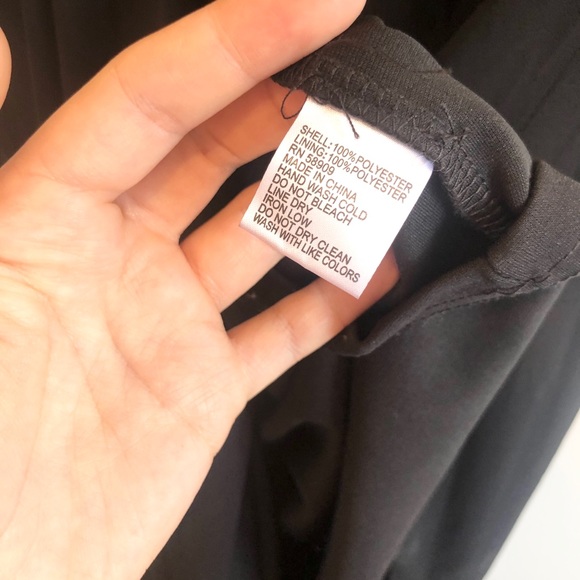 SHELL:100%POLYESTER
LINING:100%POLYESTER
RN 58909
MADE IN CHINA
HAND WASH COLD
DO NOT BLEACH
LINE DRY
IRON LOW
DO NOT DRY CLEAN
WASH WITH LIKE COLORS